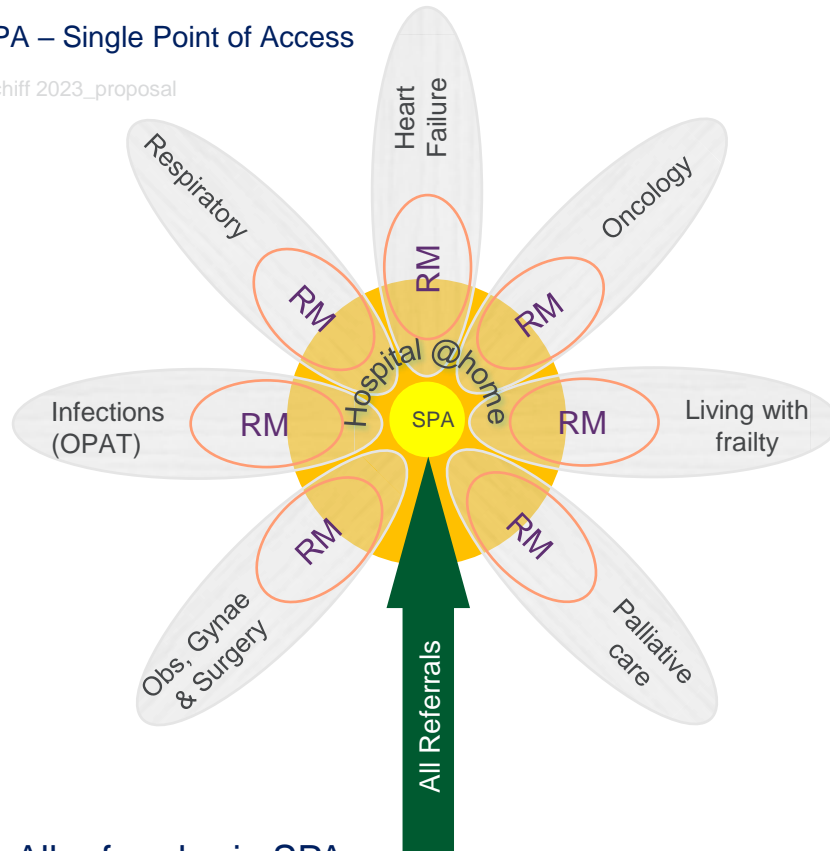 PA – Single Point of Access
chiff 2023_proposal
Heart
Failure
Respiratory
Oncology
RM
RM
RM
Hospital @home
Infections
(OPAT)
RM
SPA
RM
Living with
frailty
RM
RM
Obs, Gynae
& Surgery
Palliative
care
All Referrals